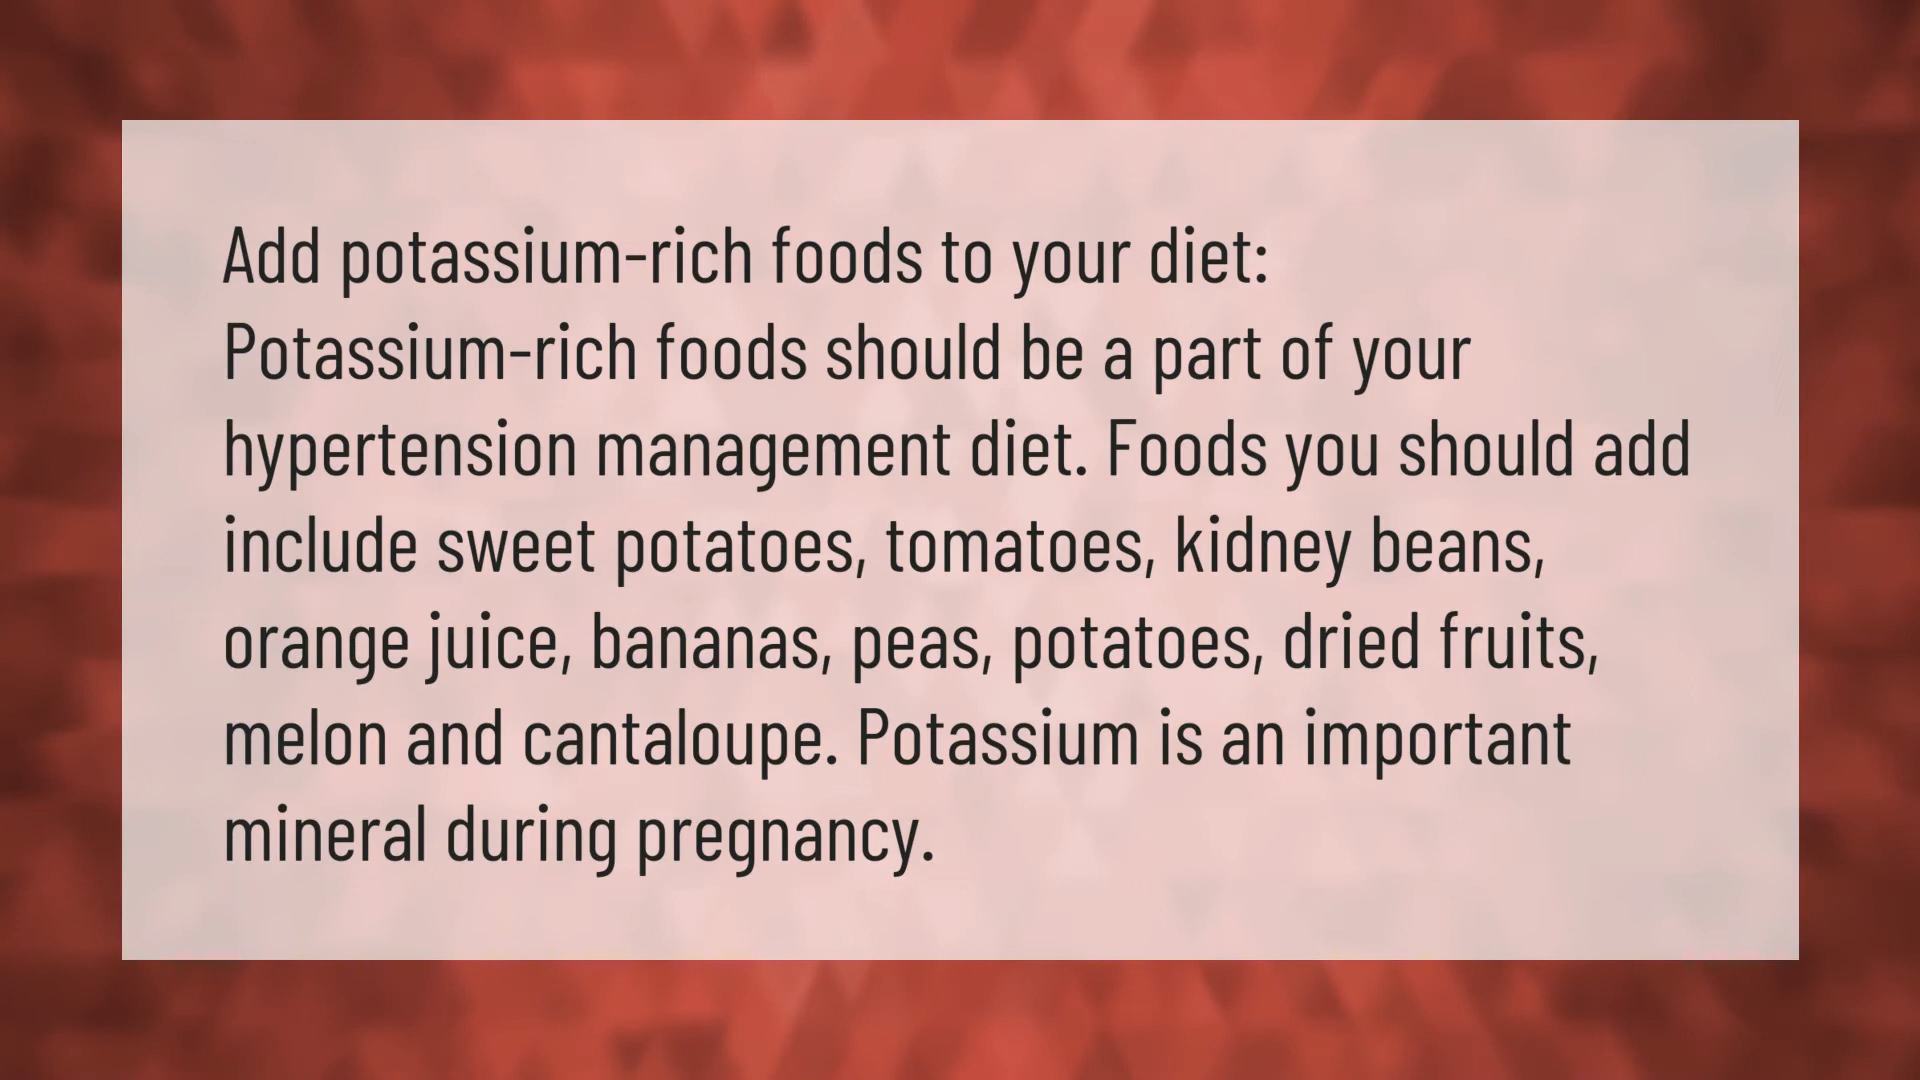 Add potassium-rich foods to your diet:
Potassium-rich foods should be a part of your
hypertension management diet. Foods you should add
include sweet potatoes, tomatoes, kidney beans,
orange juice, bananas, peas, potatoes, dried fruits,
melon and cantaloupe. Potassium is an important
mineral during pregnancy.